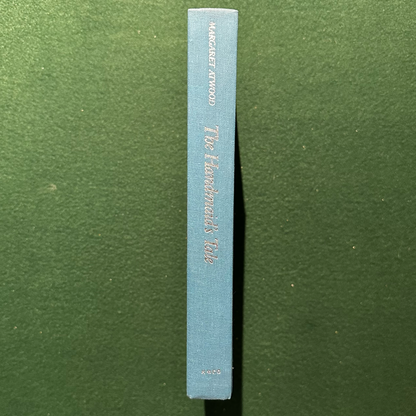 MARGARET ATWOOD
The Handmaid's Tale